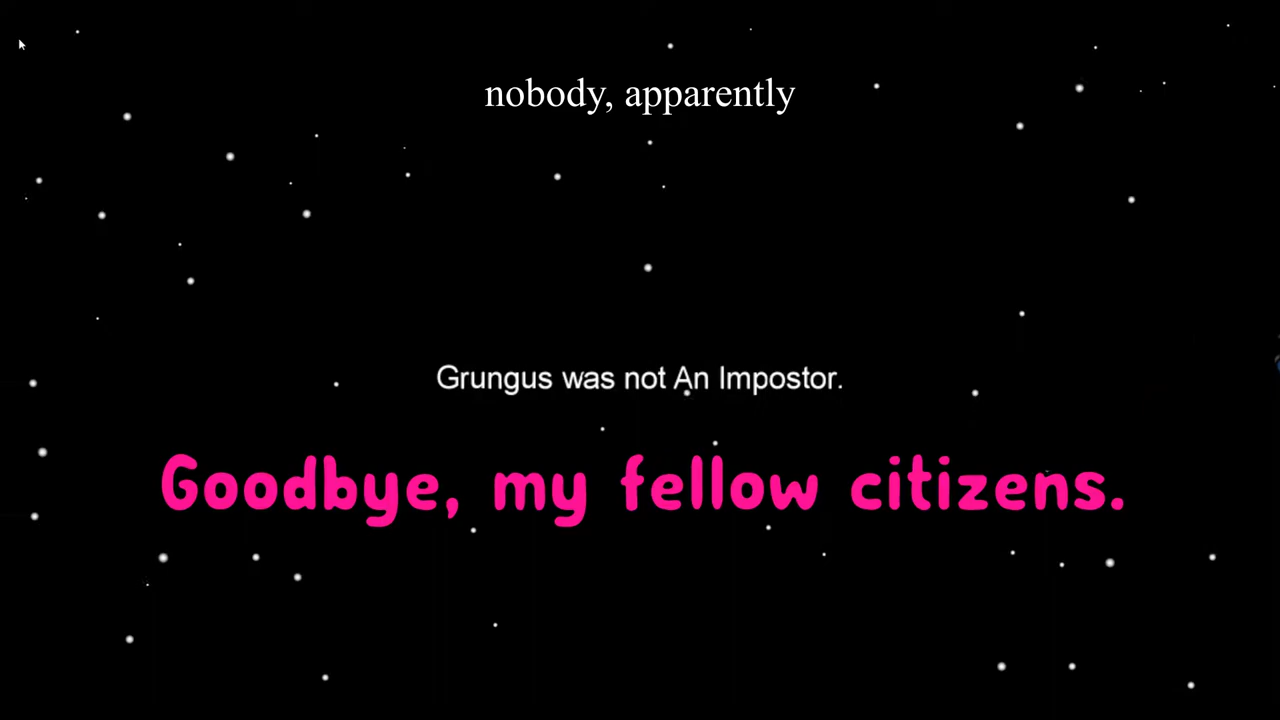 nobody, apparently
Grungus was not An Impostor.
Goodbye, my fellow citizens.